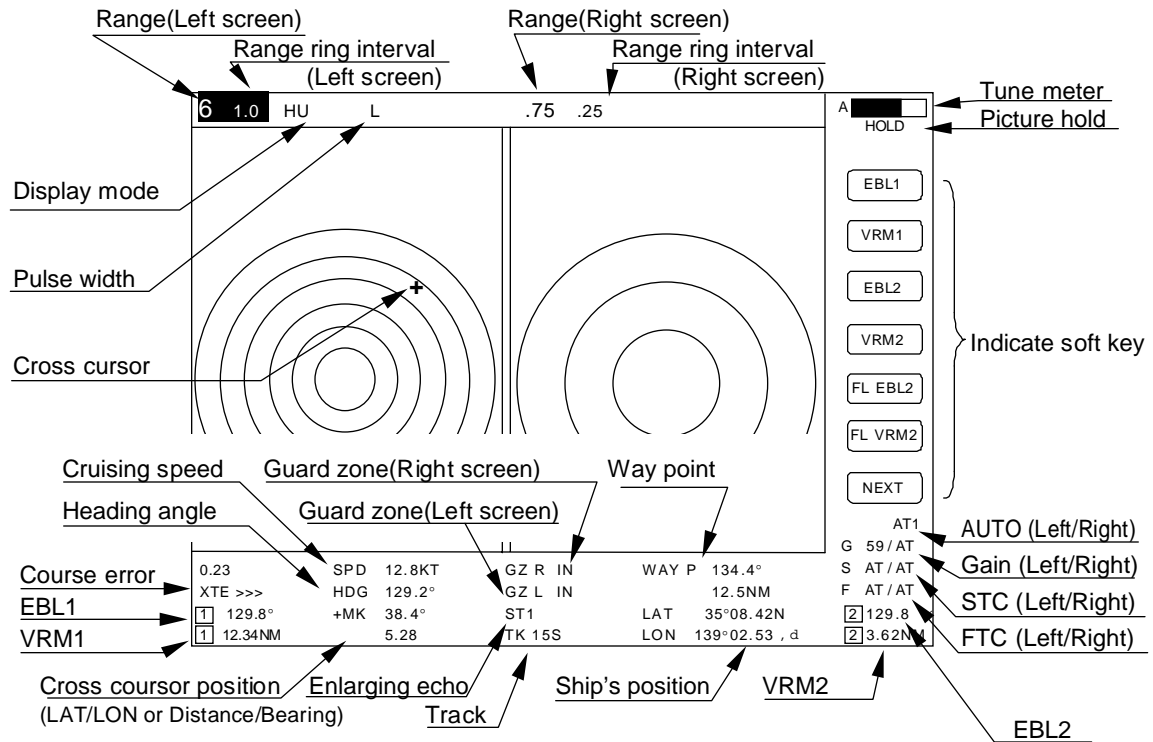 Range(Left screen)
Range(Right screen)
Range ring interval
(Left screen)
Range ring interval
(Right screen)
6 1.0 HU L .75 .25
A
HOLD
Tune meter
Picture hold
Display mode
Pulse width
Cross cursor
EBL1
VRM1
EBL2
VRM2
FL EBL2
FL VRM2
NEXT
Indicate soft key
Cruising speed
Guard zone(Right screen)
Way point
Heading angle
Guard zone(Left screen)
Course error
EBL1
VRM1
0.23 SPD 12.8KT GZ R IN WAY P 134.4°
XTE >>> HDG 129.2° GZ L IN 12.5NM
1 129.8° +MK 38.4° ST1 LAT 35°08.42N
1 12.34NM 5.28 TK 15S LON 139°02.53 , d
AT1
G 59/AT
S AT/AT
F AT/AT
2 129.8
2 3.62NM
AUTO (Left/Right)
Gain (Left/Right)
STC (Left/Right)
FTC (Left/Right)
Cross coursor position
(LAT/LON or Distance/Bearing)
Enlarging echo
Track
Ship's position
VRM2
EBL2